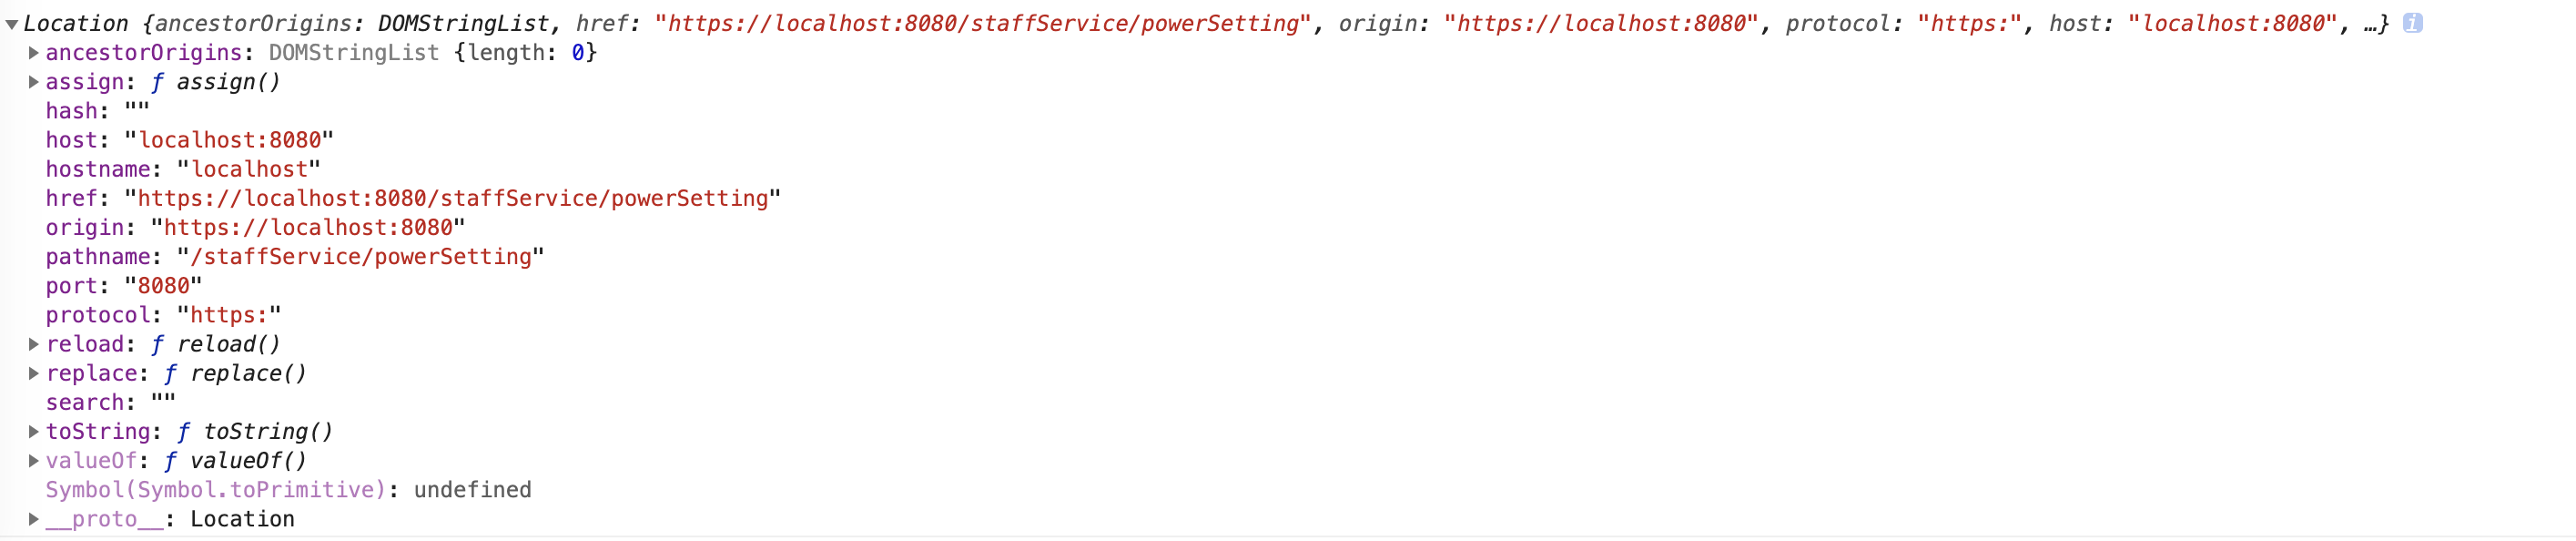 ▼Location {ancestorOrigins: DOMStringList, href: "https://localhost:8080/staffService/powerSetting", origin: "https://localhost:8080", protocol: "https:", host: "localhost:8080", …} i
▶ancestorOrigins: DOMStringList {length: 0}
▶assign: ƒ assign()
hash: ""
host: "localhost:8080"
hostname: "localhost"
href: "https://localhost:8080/staffService/powerSetting"
origin: "https://localhost:8080"
pathname: "/staffService/powerSetting"
port: "8080"
protocol: "https:"
▶reload: ƒ reload()
▶replace: ƒ replace()
search: ""
▶toString: ƒ toString()
▶valueOf: ƒ valueOf()
Symbol(Symbol.toPrimitive): undefined
▶__proto__: Location